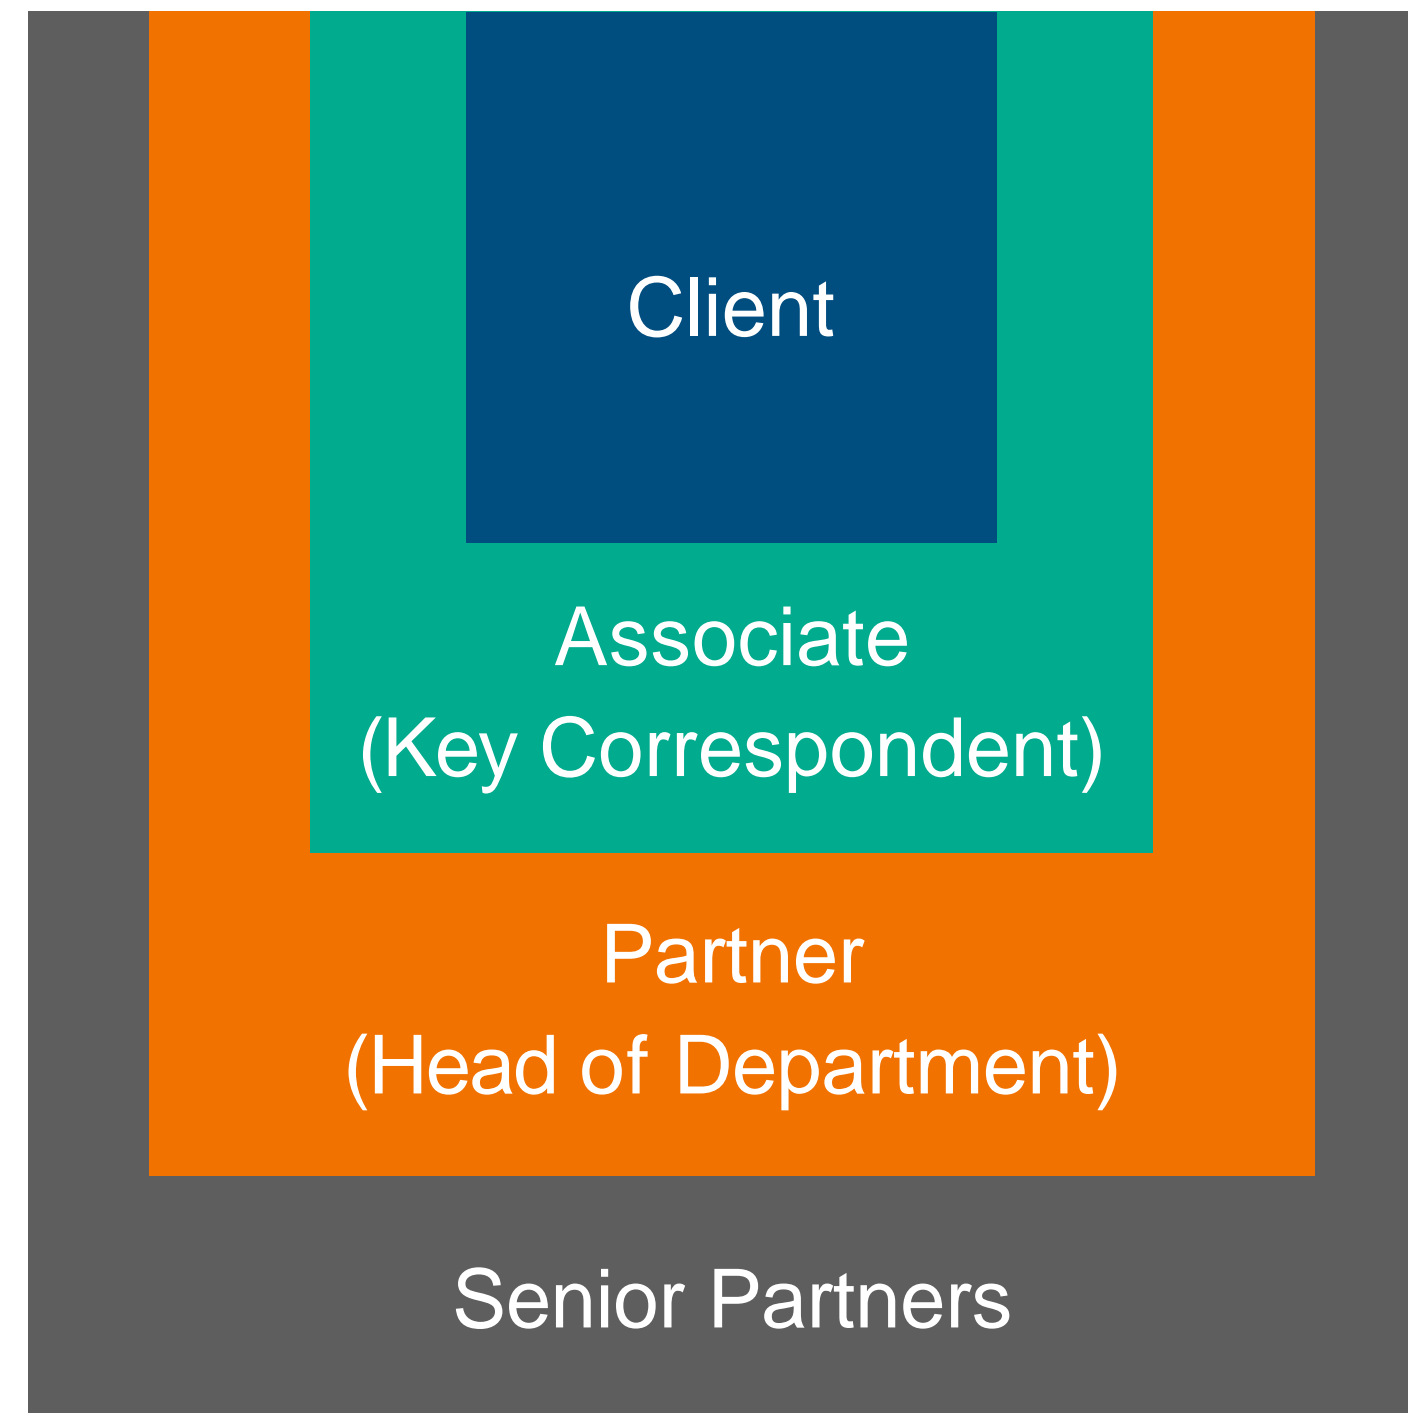 Client
Associate
(Key Correspondent)
Partner
(Head of Department)
Senior Partners